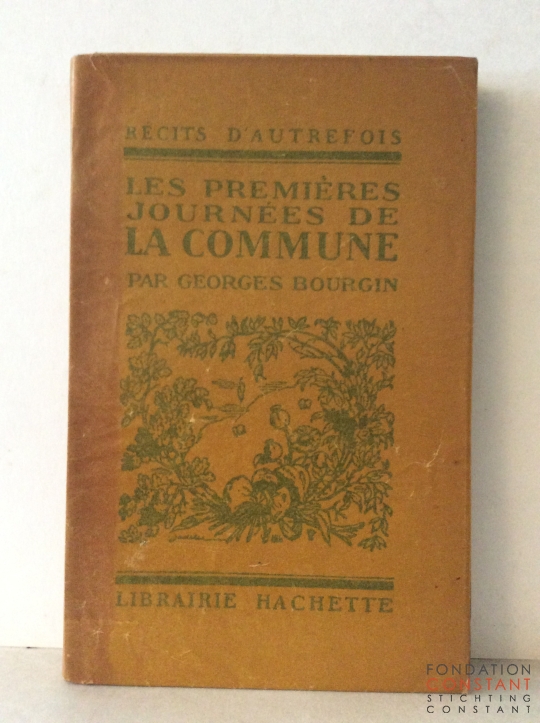 RÉCITS D'AUTREFOIS
LES PREMIÈRES
JOURNÉES DE
LA COMMUNE
PAR GEORGES BOURGIN
LIBRAIRIE HACHETTE
FONDATION
CONSTANT
STICHTING
CONSTANT